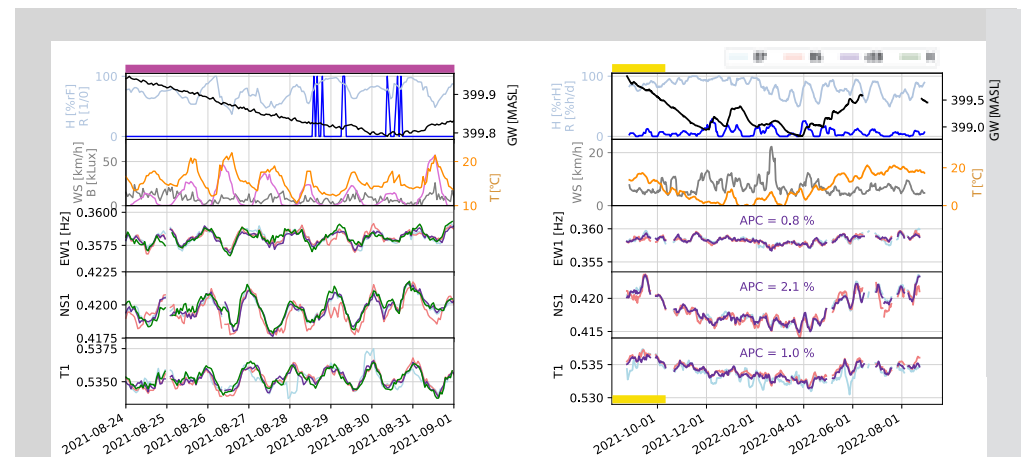 100
0
H [%rF]
R [1/0]
399.9
399.8
GW [MASL]
50
0
WS [km/h]
B [kLux]
20
10
T [°C]
0.3600
0.3575
EW1 [Hz]
0.4225
0.4200
0.4175
NS1
0.5375
0.5350
T1
2021-08-24
2021-08-25
2021-08-26
2021-08-27
2021-08-28
2021-08-29
2021-08-30
2021-08-31
2021-09-01
100
0
H [%rH]
R [%h/d]
399.5
399.0
GW [MASL]
20
0
WS [km/h]
20
0
T [°C]
APC = 0.8 %
0.360
0.355
EW1 [Hz]
APC = 2.1 %
0.420
0.415
NS1
APC = 1.0 %
0.535
0.530
T1
2021-10-01
2021-12-01
2022-02-01
2022-04-01
2022-06-01
2022-08-01